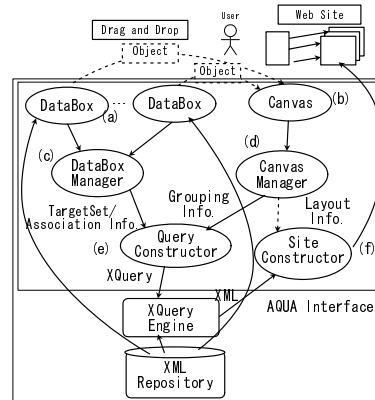 User
Web Site
Drag and Drop
Object
Object
DataBox
...
DataBox
Canvas
(a)
(b)
(c)
(d)
DataBox
Manager
Canvas
Manager
TargetSet/
Association Info.
Grouping
Info.
Layout
Info.
(e)
Query
Constructor
Site
Constructor
(f)
XQuery
XML
AQUA Interface
XQuery
Engine
XML
Repository